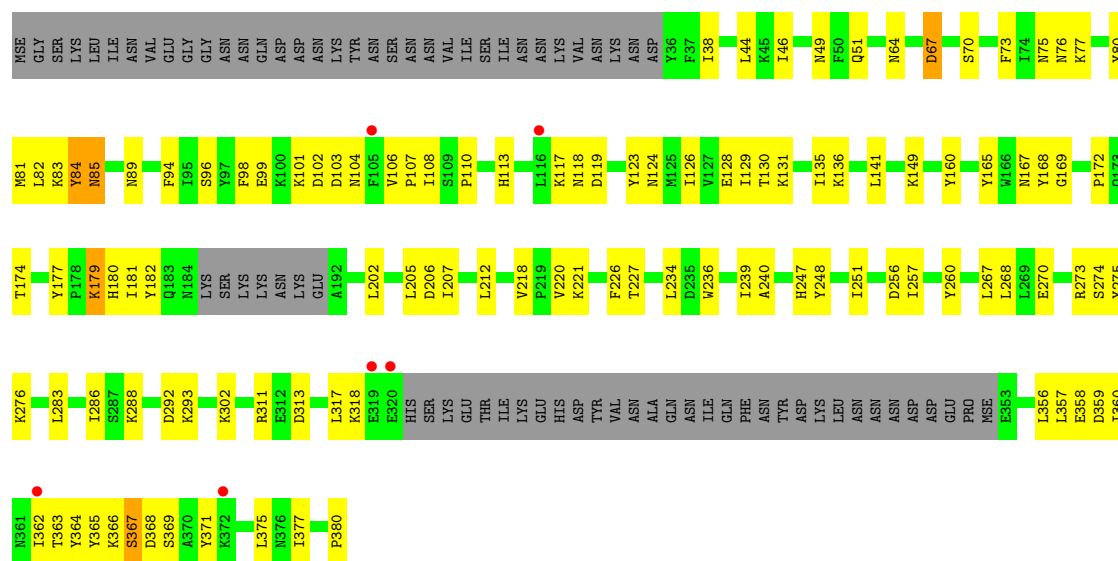 MSE GLY SER LYS LEU ILE ASN VAL GLU GLY GLY ASN ASN GLN ASP ASP ASN LYS TYR ASN SER ASN ASN VAL ILE SER ILE ASN ASN LYS VAL ASN LYS ASN ASP Y36 F37 I38 L44 K45 I46 N49 F50 Q51 N64 D67 S70 F73 I74 N75 N76 K77 Y80
M81 L82 K83 Y84 N85 N89 F94 I95 S96 Y97 F98 E99 K100 K101 D102 D103 N104 F105 V106 P107 I108 S109 P110 H113 L116 K117 N118 D119 Y123 N124 M125 I126 V127 E128 I129 T130 K131 I135 K136 L141 K149 Y160 Y165 W166 N167 Y168 G169 P172 Q173
T174 Y177 P178 K179 H180 I181 Y182 Q183 N184 LYS SER LYS LYS ASN LYS GLU A192 L202 L205 D206 I207 L212 V218 P219 V220 K221 F226 T227 L234 D235 W236 I239 A240 H247 Y248 I251 D256 I257 Y260 L267 L268 L269 E270 R273 S274
K276 L283 I286 S287 K288 D292 K293 K302 R311 E312 D313 L317 K318 E319 E320 HIS SER LYS GLU THR ILE LYS GLU HIS ASP TYR VAL ASN ALA GLN ASN ILE GLN PHE ASN TYR ASP LYS LEU ASN ASN ASN ASP ASP GLU PRO MSE E353 L356 L357 E358 D359 I360
N361 I362 T363 Y364 Y365 K366 S367 D368 S369 A370 Y371 K372 L375 N376 I377 P380